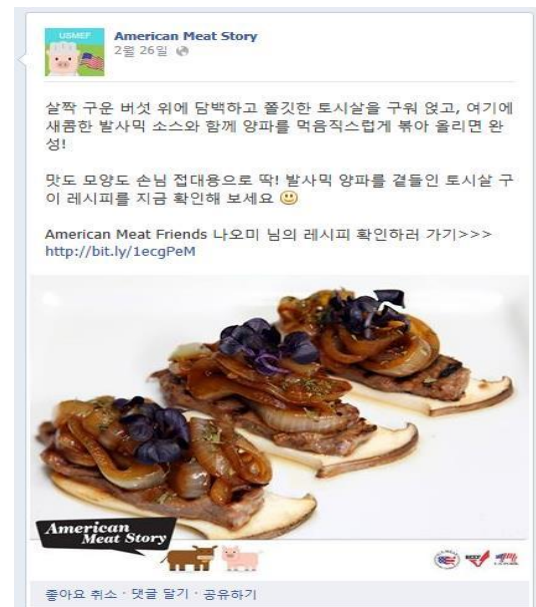 USMEF
American Meat Story
2월 26일
살짝 구운 버섯 위에 담백하고 쫄깃한 토시살을 구워 얹고, 여기에
새콤한 발사믹 소스와 함께 양파를 먹음직스럽게 볶아 올리면 완
성!
맛도 모양도 손님 접대용으로 딱! 발사믹 양파를 곁들인 토시살 구
이 레시피를 지금 확인해 보세요
American Meat Friends 나오미 님의 레시피 확인하러 가기>>>
http://bit.ly/1ecgPeM
American
Meat Story
좋아요 취소 · 댓글 달기 · 공유하기